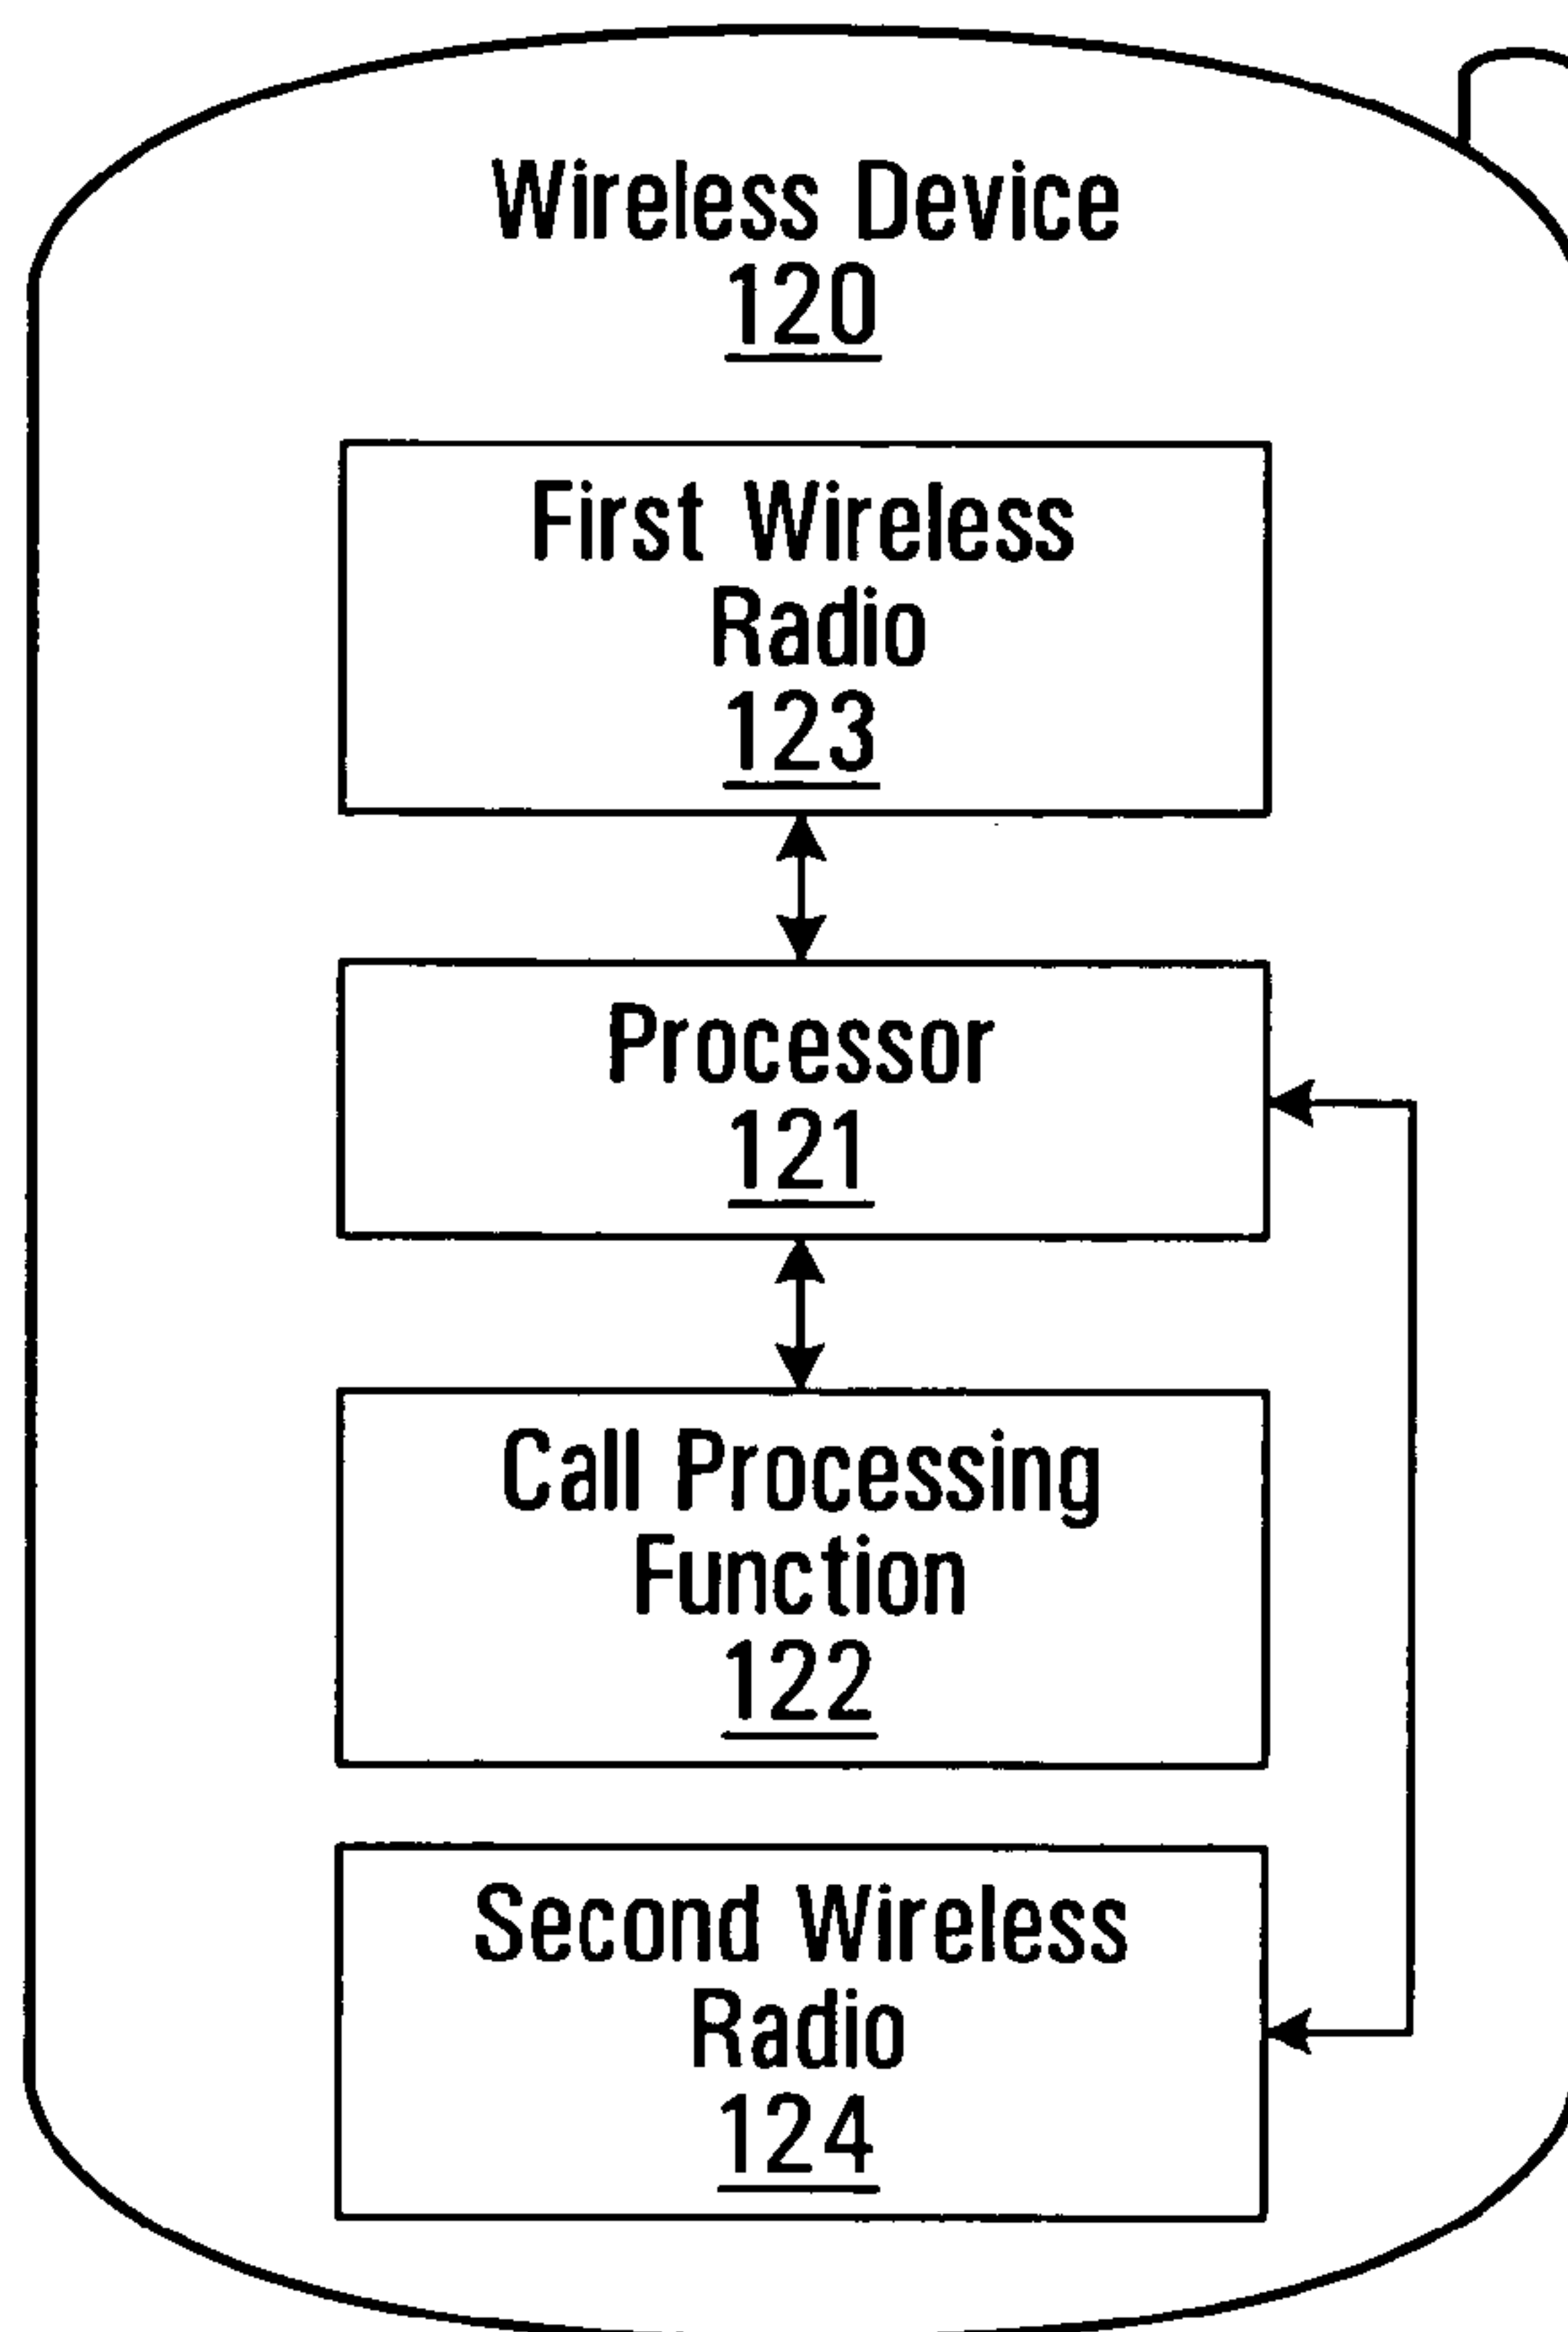 Wireless Device
120
First Wireless
Radio
123
Processor
121
Call Processing
Function
122
Second Wireless
Radio
124